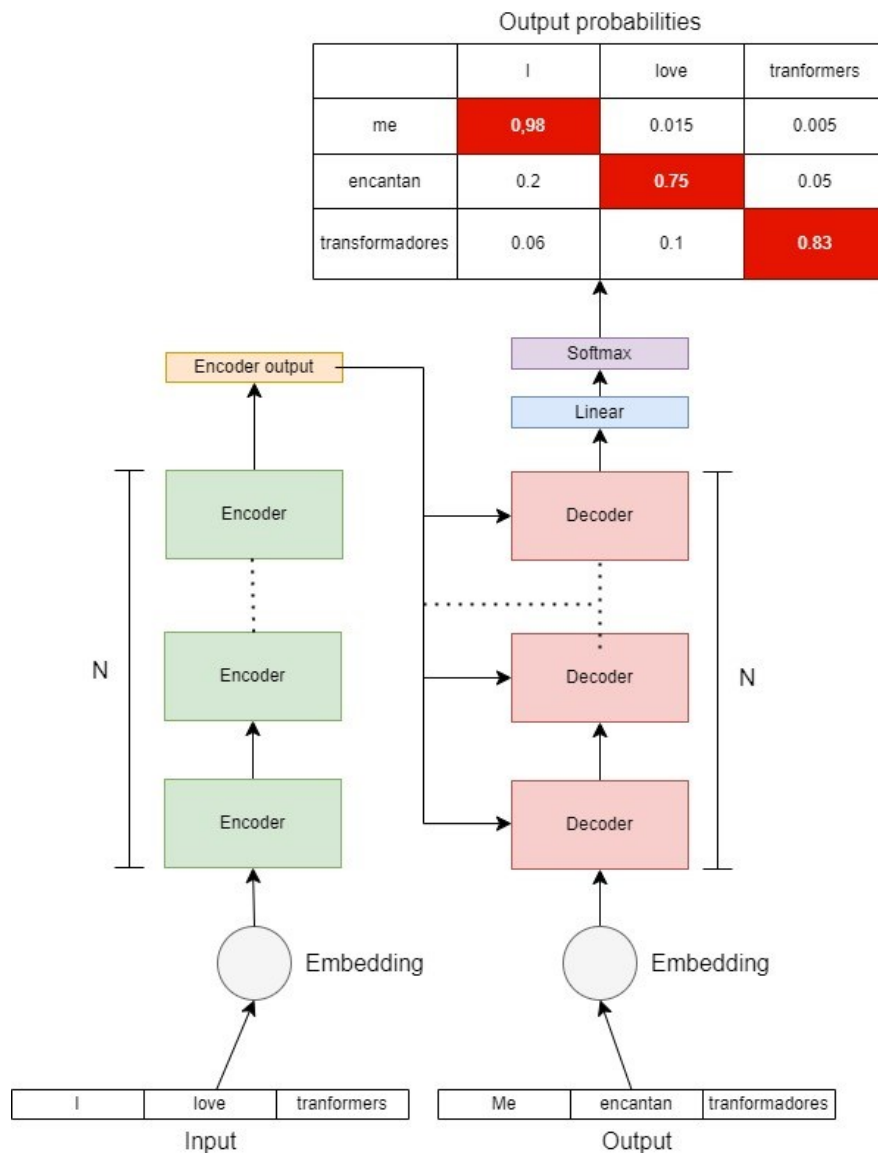 Output probabilities
I love tranformers
me 0,98 0.015 0.005
encantan 0.2 0.75 0.05
transformadores 0.06 0.1 0.83
Softmax
Encoder output
Linear
Encoder Decoder
N N
Encoder Decoder
Encoder Decoder
Embedding Embedding
I love tranformers Me encantan tranformadores
Input Output